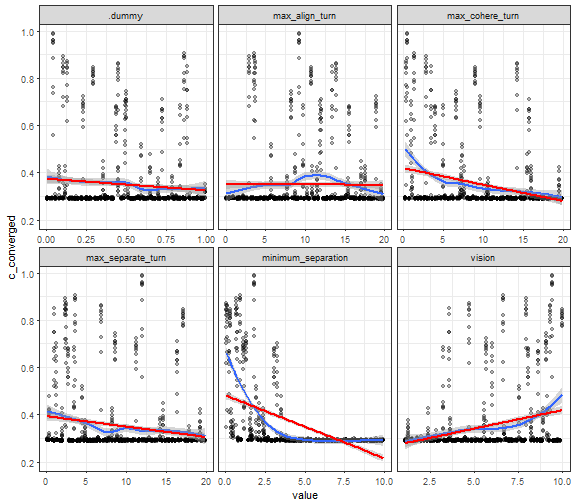 .dummy
max_align_turn
max_cohere_turn
1.0
0.8
0.6
0.4
0.2
0.00 0.25 0.50 0.75 1.00
0 5 10 15 20
0 5 10 15 20
c_converged
max_separate_turn
minimum_separation
vision
1.0
0.8
0.6
0.4
0.2
0 5 10 15 20
0.0 2.5 5.0 7.5 10.0
2.5 5.0 7.5 10.0
value